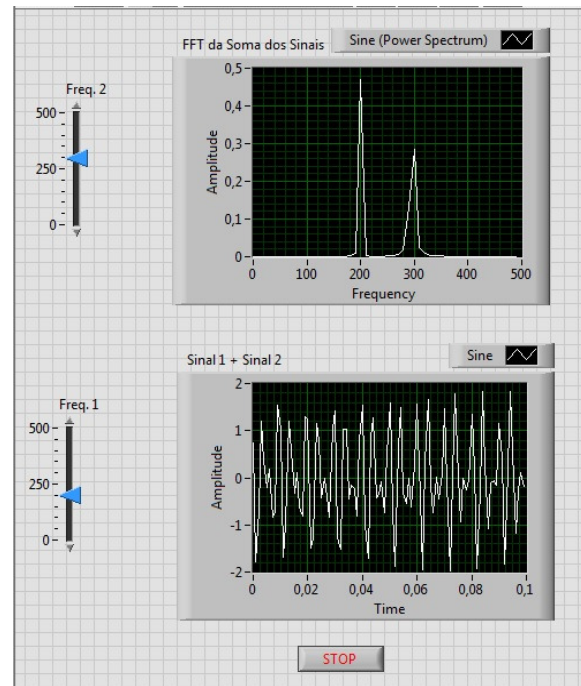 FFT da Soma dos Sinais
Sine (Power Spectrum)
Freq. 2
500
250
0
Amplitude
0,5
0,4
0,3
0,2
0,1
0
0 100 200 300 400 500
Frequency
Sinal 1 + Sinal 2
Sine
Freq. 1
500
250
0
Amplitude
2
1
0
-1
-2
0 0,02 0,04 0,06 0,08 0,1
Time
STOP